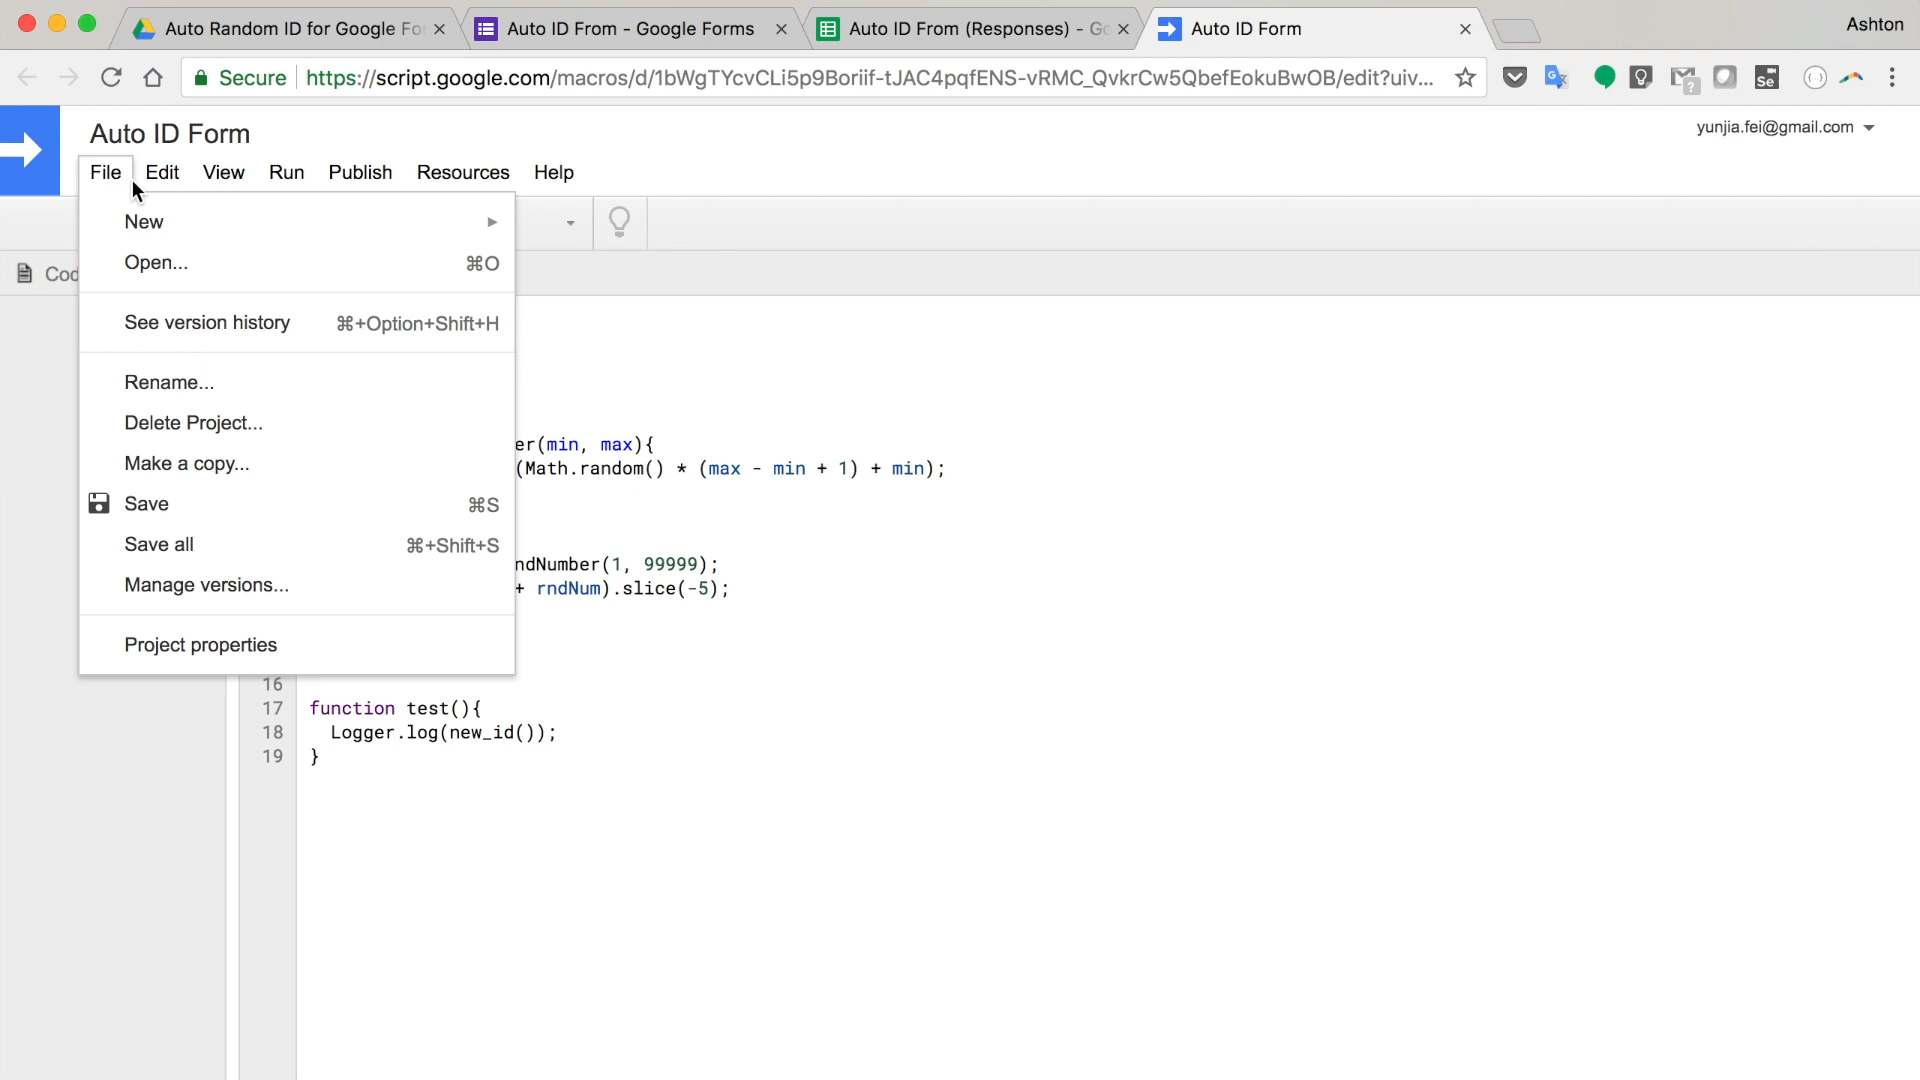 Auto Random ID for Google Fo
Auto ID From - Google Forms
Auto ID From (Responses) - Go
Auto ID Form
Ashton
Secure
https://script.google.com/macros/d/1bWgTYcvCLi5p9Boriif-tJAC4pqfENS-vRMC_QvkrCw5QbefEokuBwOB/edit?uiv...
Auto ID Form
yunjia.fei@gmail.com
File Edit View Run Publish Resources Help
New
Open... ⌘O
Cod
See version history ⌘+Option+Shift+H
Rename...
Delete Project...
er(min, max){
Make a copy...
(Math.random() * (max - min + 1) + min);
Save ⌘S
Save all ⌘+Shift+S
ndNumber(1, 99999);
Manage versions...
+ rndNum).slice(-5);
Project properties
16
17 function test(){
18 Logger.log(new_id());
19 }